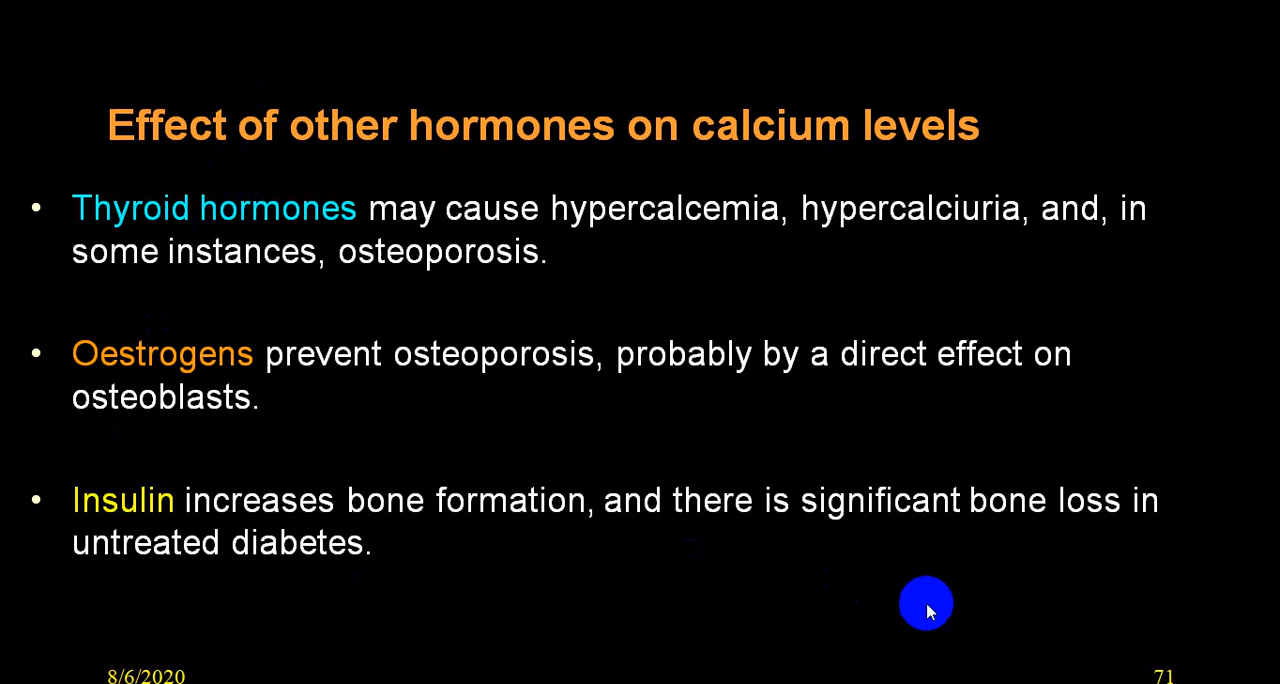 Effect of other hormones on calcium levels
• Thyroid hormones may cause hypercalcemia, hypercalciuria, and, in
some instances, osteoporosis.
• Oestrogens prevent osteoporosis, probably by a direct effect on
osteoblasts.
• Insulin increases bone formation, and there is significant bone loss in
untreated diabetes.
8/6/2020
71